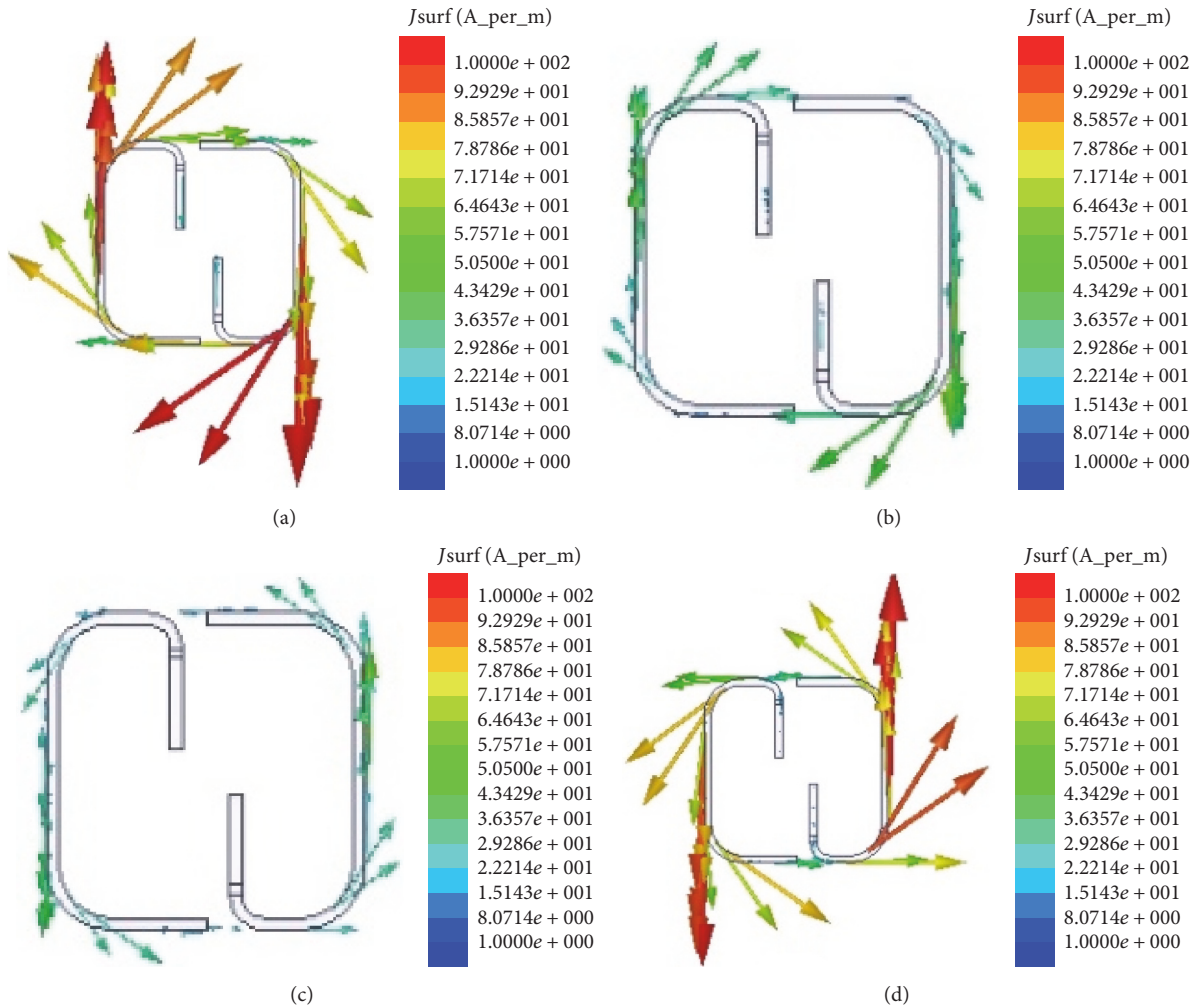 Jsurf (A_per_m)
1.0000e + 002
9.2929e + 001
8.5857e + 001
7.8786e + 001
7.1714e + 001
6.4643e + 001
5.7571e + 001
5.0500e + 001
4.3429e + 001
3.6357e + 001
2.9286e + 001
2.2214e + 001
1.5143e + 001
8.0714e + 000
1.0000e + 000
(a)
Jsurf (A_per_m)
1.0000e + 002
9.2929e + 001
8.5857e + 001
7.8786e + 001
7.1714e + 001
6.4643e + 001
5.7571e + 001
5.0500e + 001
4.3429e + 001
3.6357e + 001
2.9286e + 001
2.2214e + 001
1.5143e + 001
8.0714e + 000
1.0000e + 000
(b)
Jsurf (A_per_m)
1.0000e + 002
9.2929e + 001
8.5857e + 001
7.8786e + 001
7.1714e + 001
6.4643e + 001
5.7571e + 001
5.0500e + 001
4.3429e + 001
3.6357e + 001
2.9286e + 001
2.2214e + 001
1.5143e + 001
8.0714e + 000
1.0000e + 000
(c)
Jsurf (A_per_m)
1.0000e + 002
9.2929e + 001
8.5857e + 001
7.8786e + 001
7.1714e + 001
6.4643e + 001
5.7571e + 001
5.0500e + 001
4.3429e + 001
3.6357e + 001
2.9286e + 001
2.2214e + 001
1.5143e + 001
8.0714e + 000
1.0000e + 000
(d)